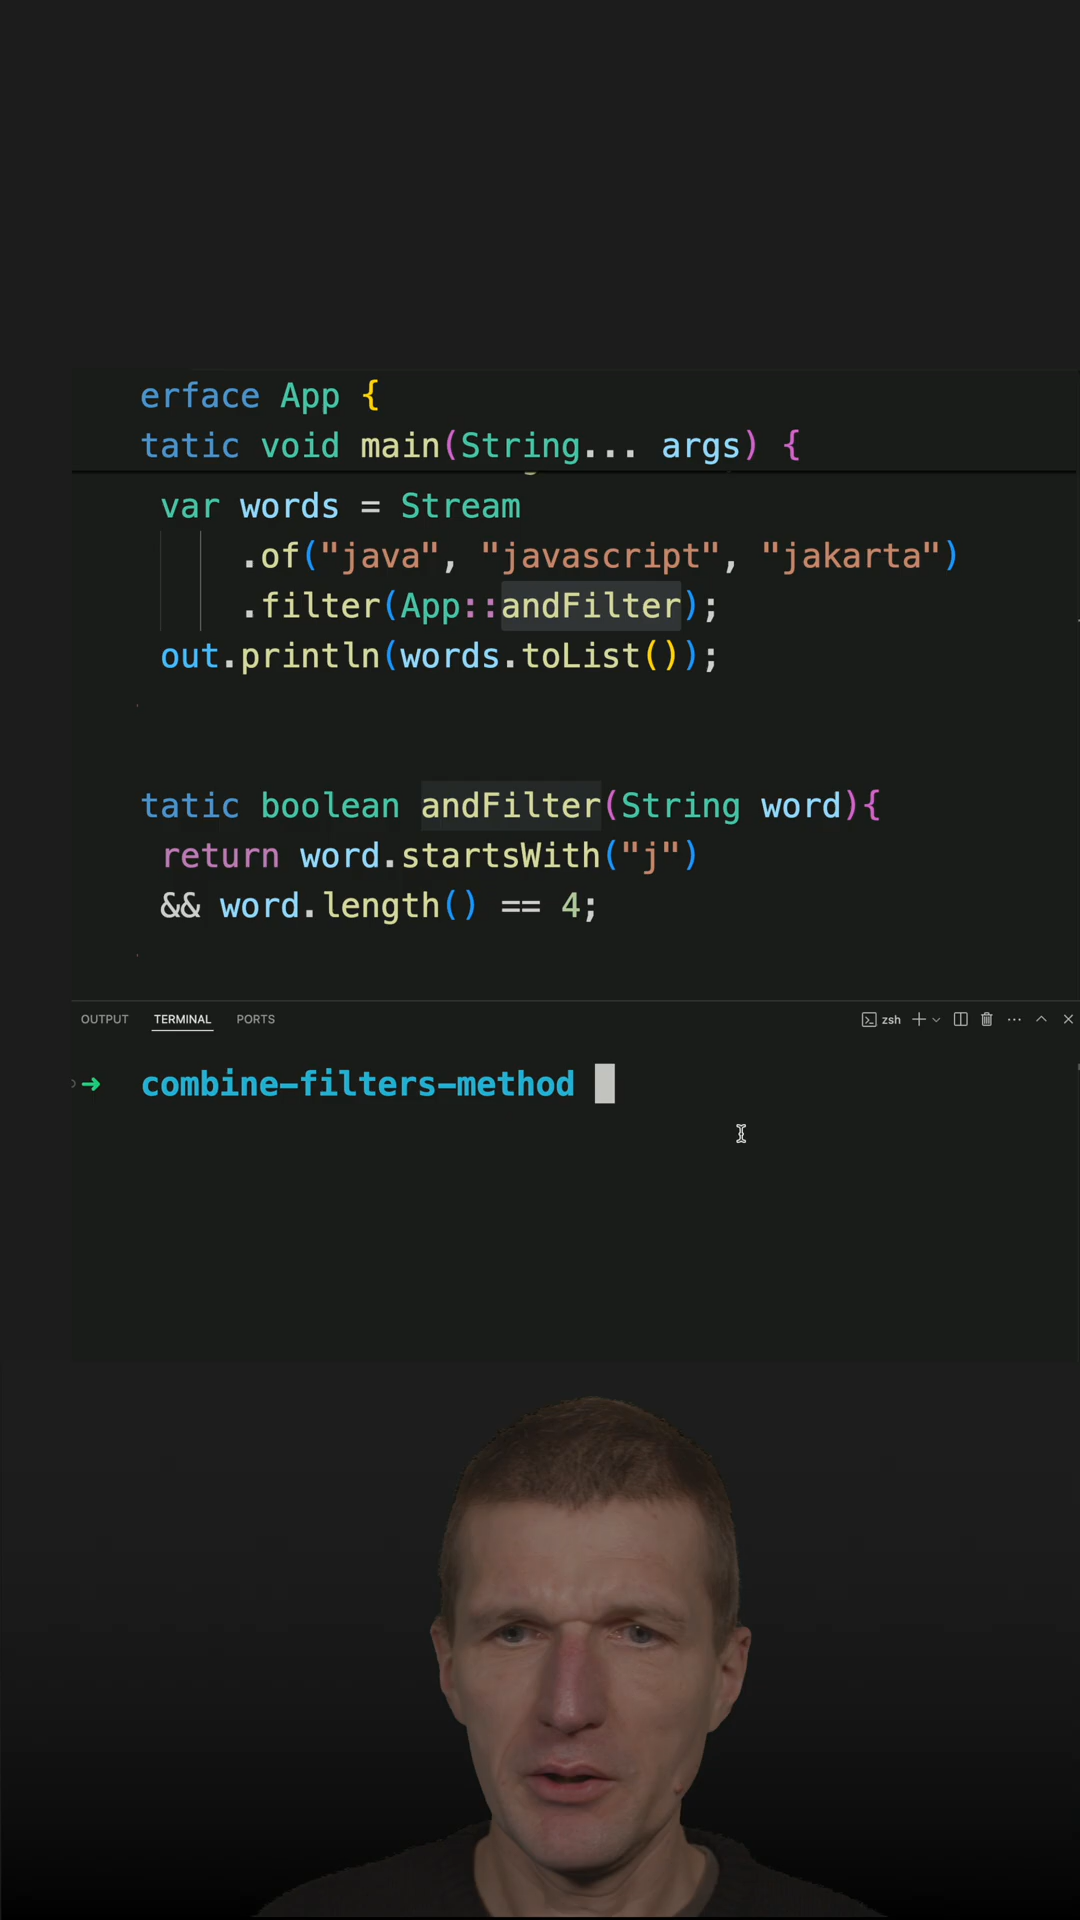 erface App {
tatic void main(String... args) {
var words = Stream
.of("java", "javascript", "jakarta")
.filter(App::andFilter);
out.println(words.toList());
tatic boolean andFilter(String word){
return word.startsWith("j")
&& word.length() == 4;
OUTPUT TERMINAL PORTS zsh
➜ combine-filters-method